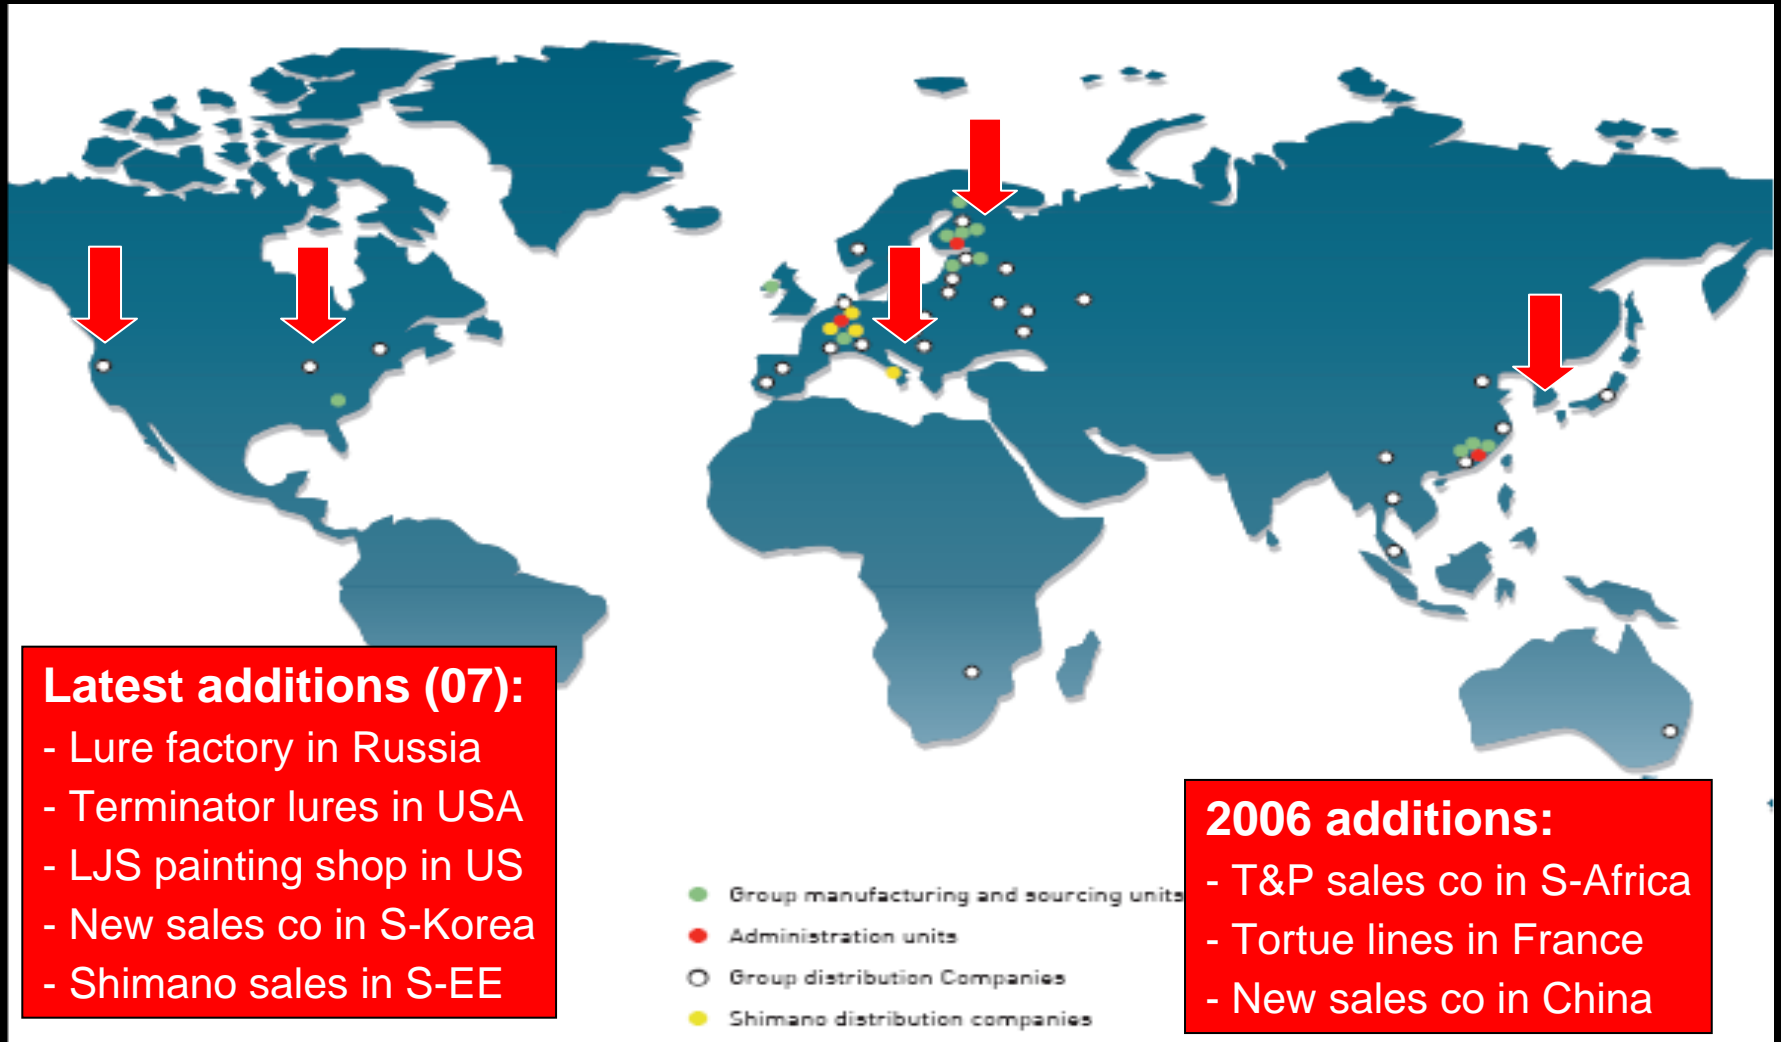 Latest additions (07):
- Lure factory in Russia
- Terminator lures in USA
- LJS painting shop in US
- New sales co in S-Korea
- Shimano sales in S-EE
Group manufacturing and sourcing units
Administration units
Group distribution Companies
Shimano distribution companies
2006 additions:
- T&P sales co in S-Africa
- Tortue lines in France
- New sales co in China